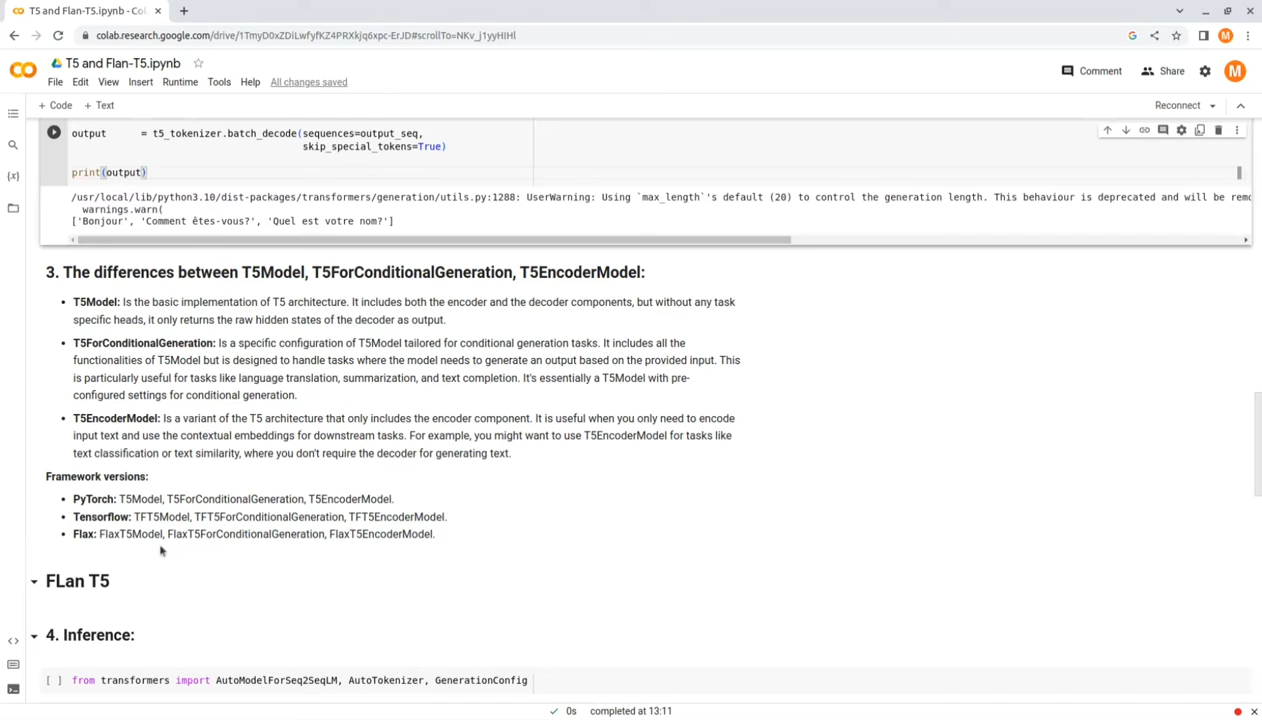 T5 and Flan-T5.ipynb - Col
colab.research.google.com/drive/1TmyD0xZDiLwfyfKZ4PRXkjq6xpc-ErJD#scrollTo=NKv_j1yyHIHl
M
T5 and Flan-T5.ipynb
Comment
Share
M
File Edit View Insert Runtime Tools Help All changes saved
+ Code + Text
Reconnect
output = t5_tokenizer.batch_decode(sequences=output_seq,
skip_special_tokens=True)
print(output)
/usr/local/lib/python3.10/dist-packages/transformers/generation/utils.py:1288: UserWarning: Using `max_length`'s default (20) to control the generation length. This behaviour is deprecated and will be remo
warnings.warn(
['Bonjour', 'Comment êtes-vous?', 'Quel est votre nom?']
3. The differences between T5Model, T5ForConditionalGeneration, T5EncoderModel:
• T5Model: Is the basic implementation of T5 architecture. It includes both the encoder and the decoder components, but without any task
specific heads, it only returns the raw hidden states of the decoder as output.
• T5ForConditionalGeneration: Is a specific configuration of T5Model tailored for conditional generation tasks. It includes all the
functionalities of T5Model but is designed to handle tasks where the model needs to generate an output based on the provided input. This
is particularly useful for tasks like language translation, summarization, and text completion. It's essentially a T5Model with pre-
configured settings for conditional generation.
• T5EncoderModel: Is a variant of the T5 architecture that only includes the encoder component. It is useful when you only need to encode
input text and use the contextual embeddings for downstream tasks. For example, you might want to use T5EncoderModel for tasks like
text classification or text similarity, where you don't require the decoder for generating text.
Framework versions:
• PyTorch: T5Model, T5ForConditionalGeneration, T5EncoderModel.
• Tensorflow: TFT5Model, TFT5ForConditionalGeneration, TFT5EncoderModel.
• Flax: FlaxT5Model, FlaxT5ForConditionalGeneration, FlaxT5EncoderModel.
FLan T5
4. Inference:
[ ] from transformers import AutoModelForSeq2SeqLM, AutoTokenizer, GenerationConfig
0s completed at 13:11